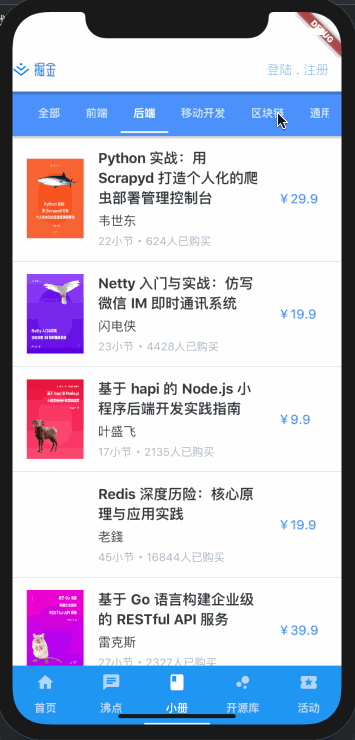 DEBUG
掘金
登陆 . 注册
全部 前端 后端 移动开发 区块链 通用
Python 实战：用
Scrapyd 打造个人化的爬
虫部署管理控制台
韦世东
22小节 • 624人已购买
￥29.9
Netty 入门与实战：仿写
微信 IM 即时通讯系统
闪电侠
23小节 • 4428人已购买
￥19.9
基于 hapi 的 Node.js 小
程序后端开发实践指南
叶盛飞
17小节 • 2135人已购买
￥9.9
Redis 深度历险：核心原
理与应用实践
老錢
45小节 • 16844人已购买
￥19.9
基于 Go 语言构建企业级
的 RESTful API 服务
雷克斯
27小节 • 2327人已购买
￥39.9
首页 沸点 小册 开源库 活动